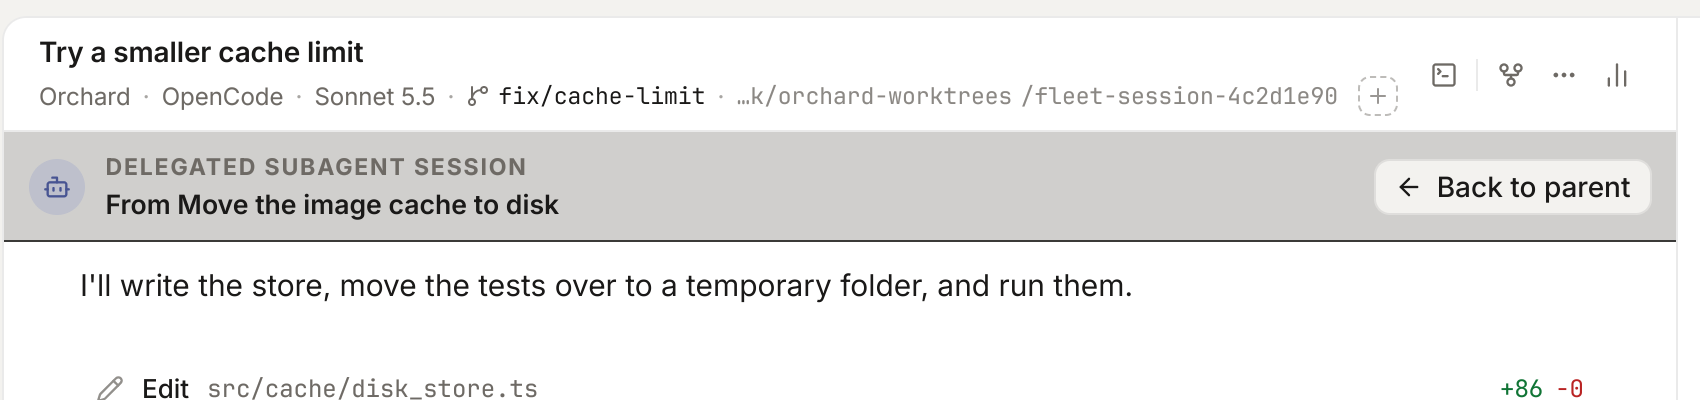 Try a smaller cache limit
Orchard · OpenCode · Sonnet 5.5 · fix/cache-limit · …k/orchard-worktrees /fleet-session-4c2d1e90
DELEGATED SUBAGENT SESSION
From Move the image cache to disk
← Back to parent
I'll write the store, move the tests over to a temporary folder, and run them.
Edit src/cache/disk_store.ts +86 -0